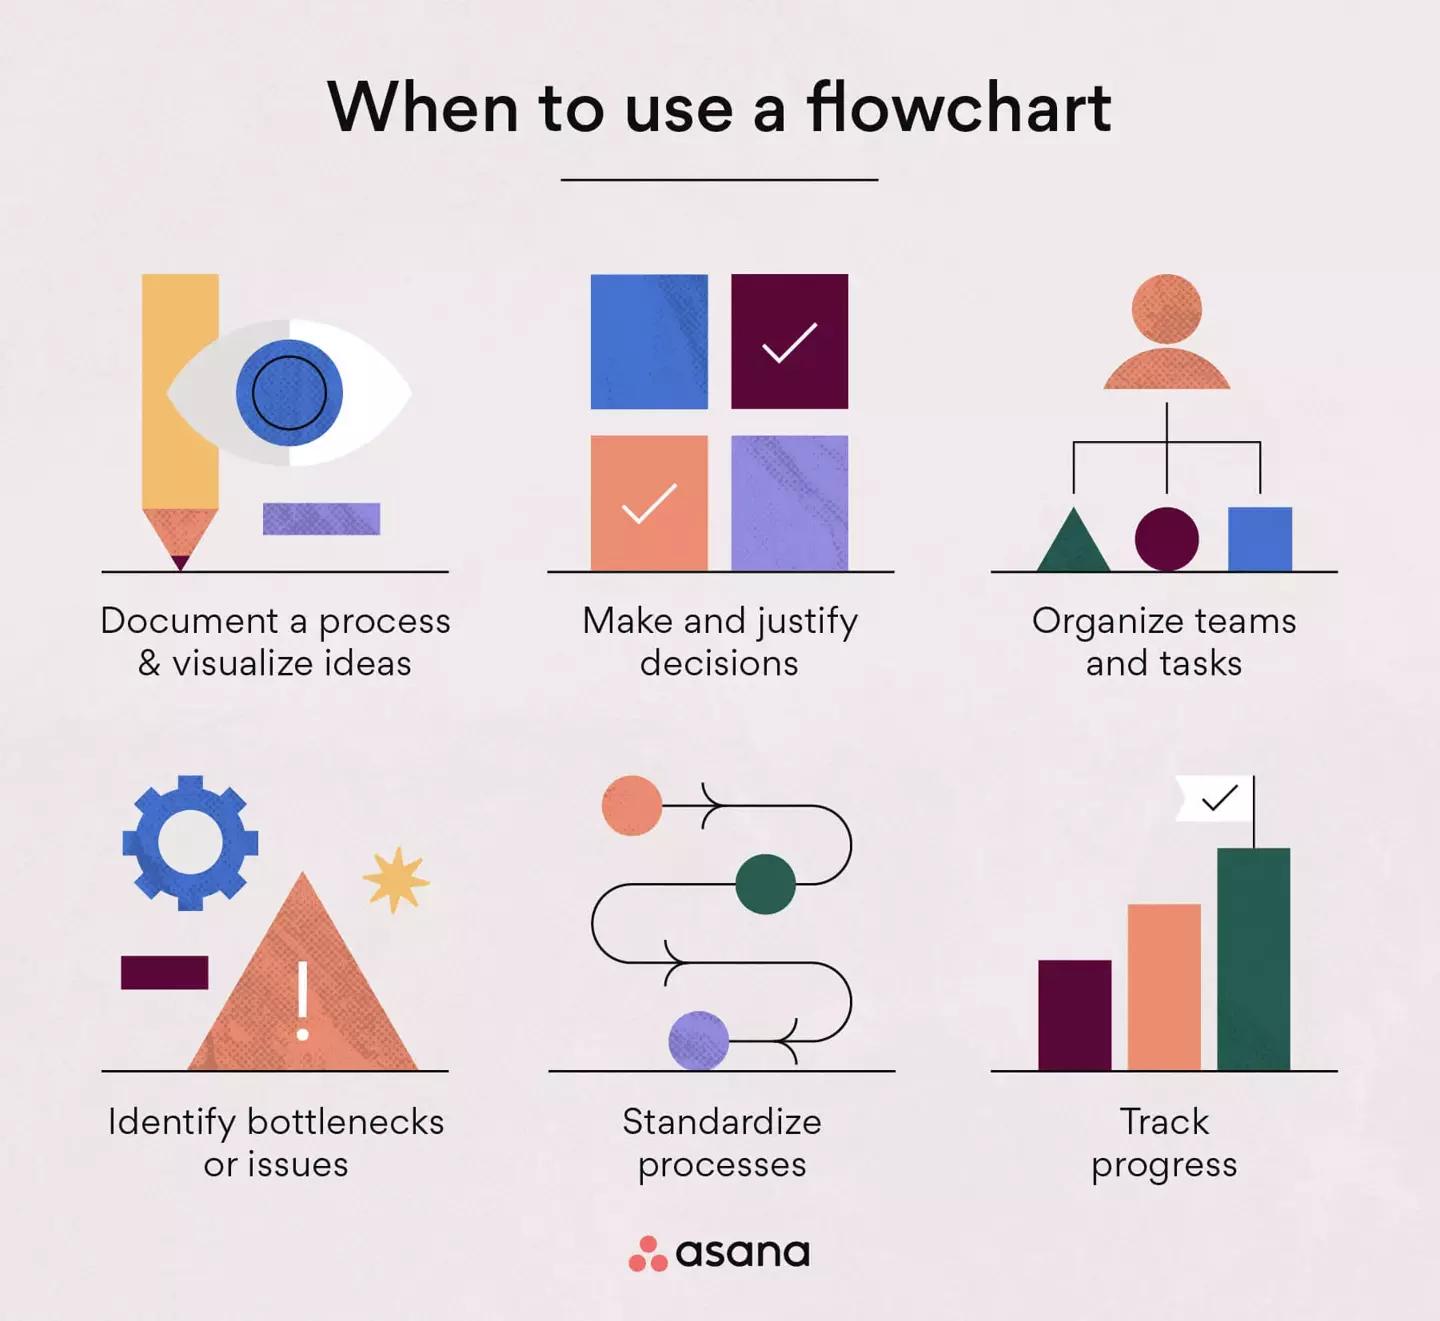 When to use a flowchart
Document a process
& visualize ideas
Make and justify
decisions
Organize teams
and tasks
Identify bottlenecks
or issues
Standardize
processes
Track
progress
asana